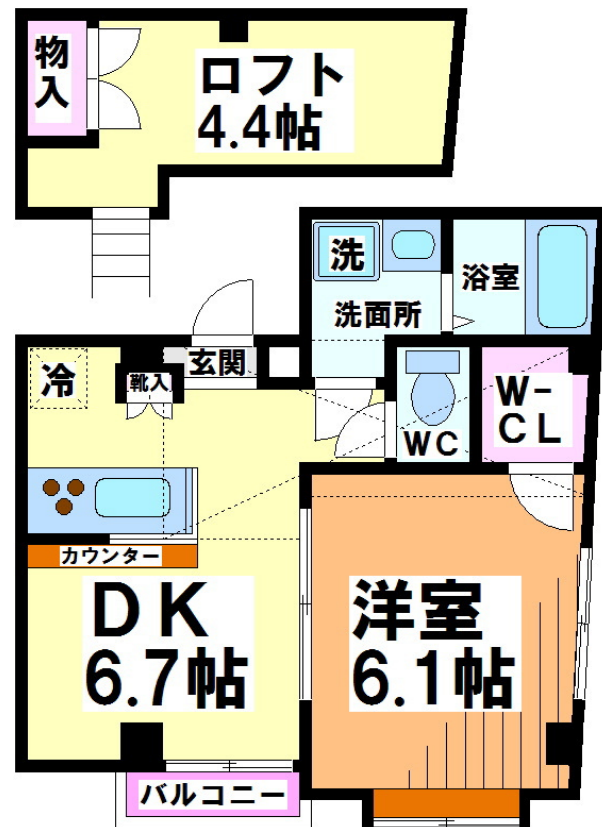 物入
ロフト
4.4帖
洗
洗面所
浴室
冷
靴入
玄関
WC
W-CL
カウンター
DK
6.7帖
洋室
6.1帖
バルコニー